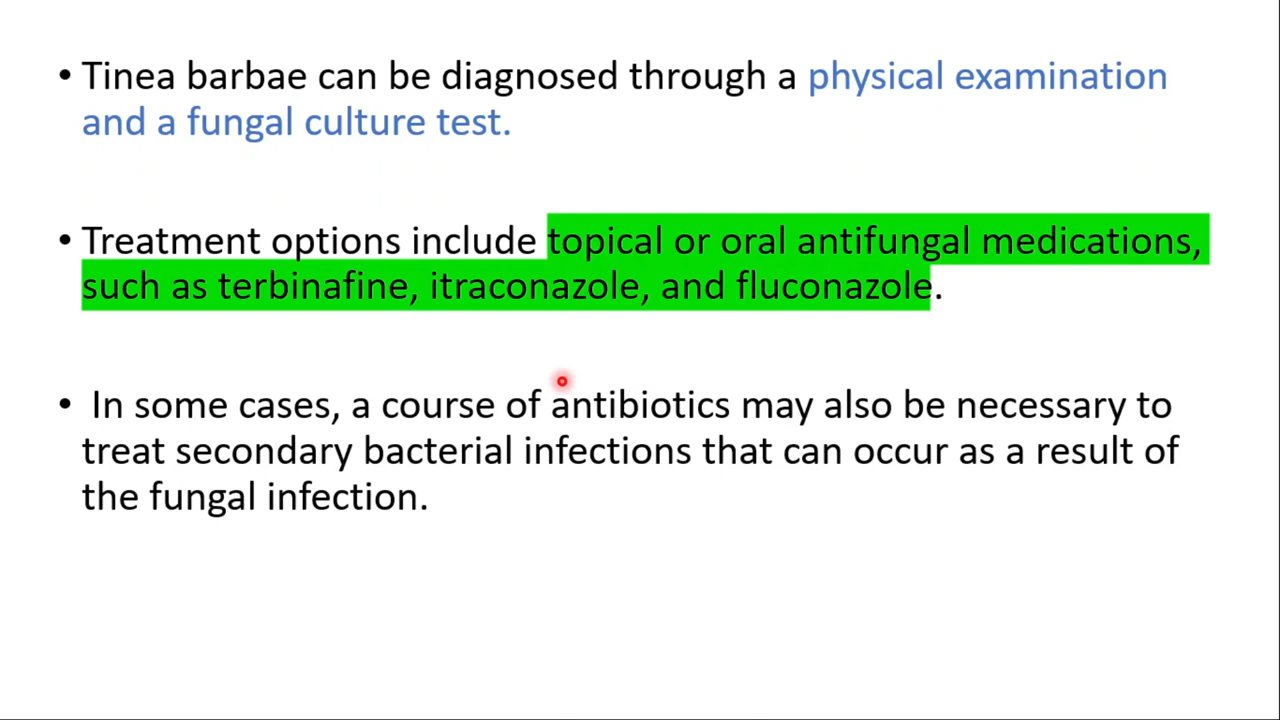 • Tinea barbae can be diagnosed through a physical examination
and a fungal culture test.
• Treatment options include topical or oral antifungal medications,
such as terbinafine, itraconazole, and fluconazole.
• In some cases, a course of antibiotics may also be necessary to
treat secondary bacterial infections that can occur as a result of
the fungal infection.